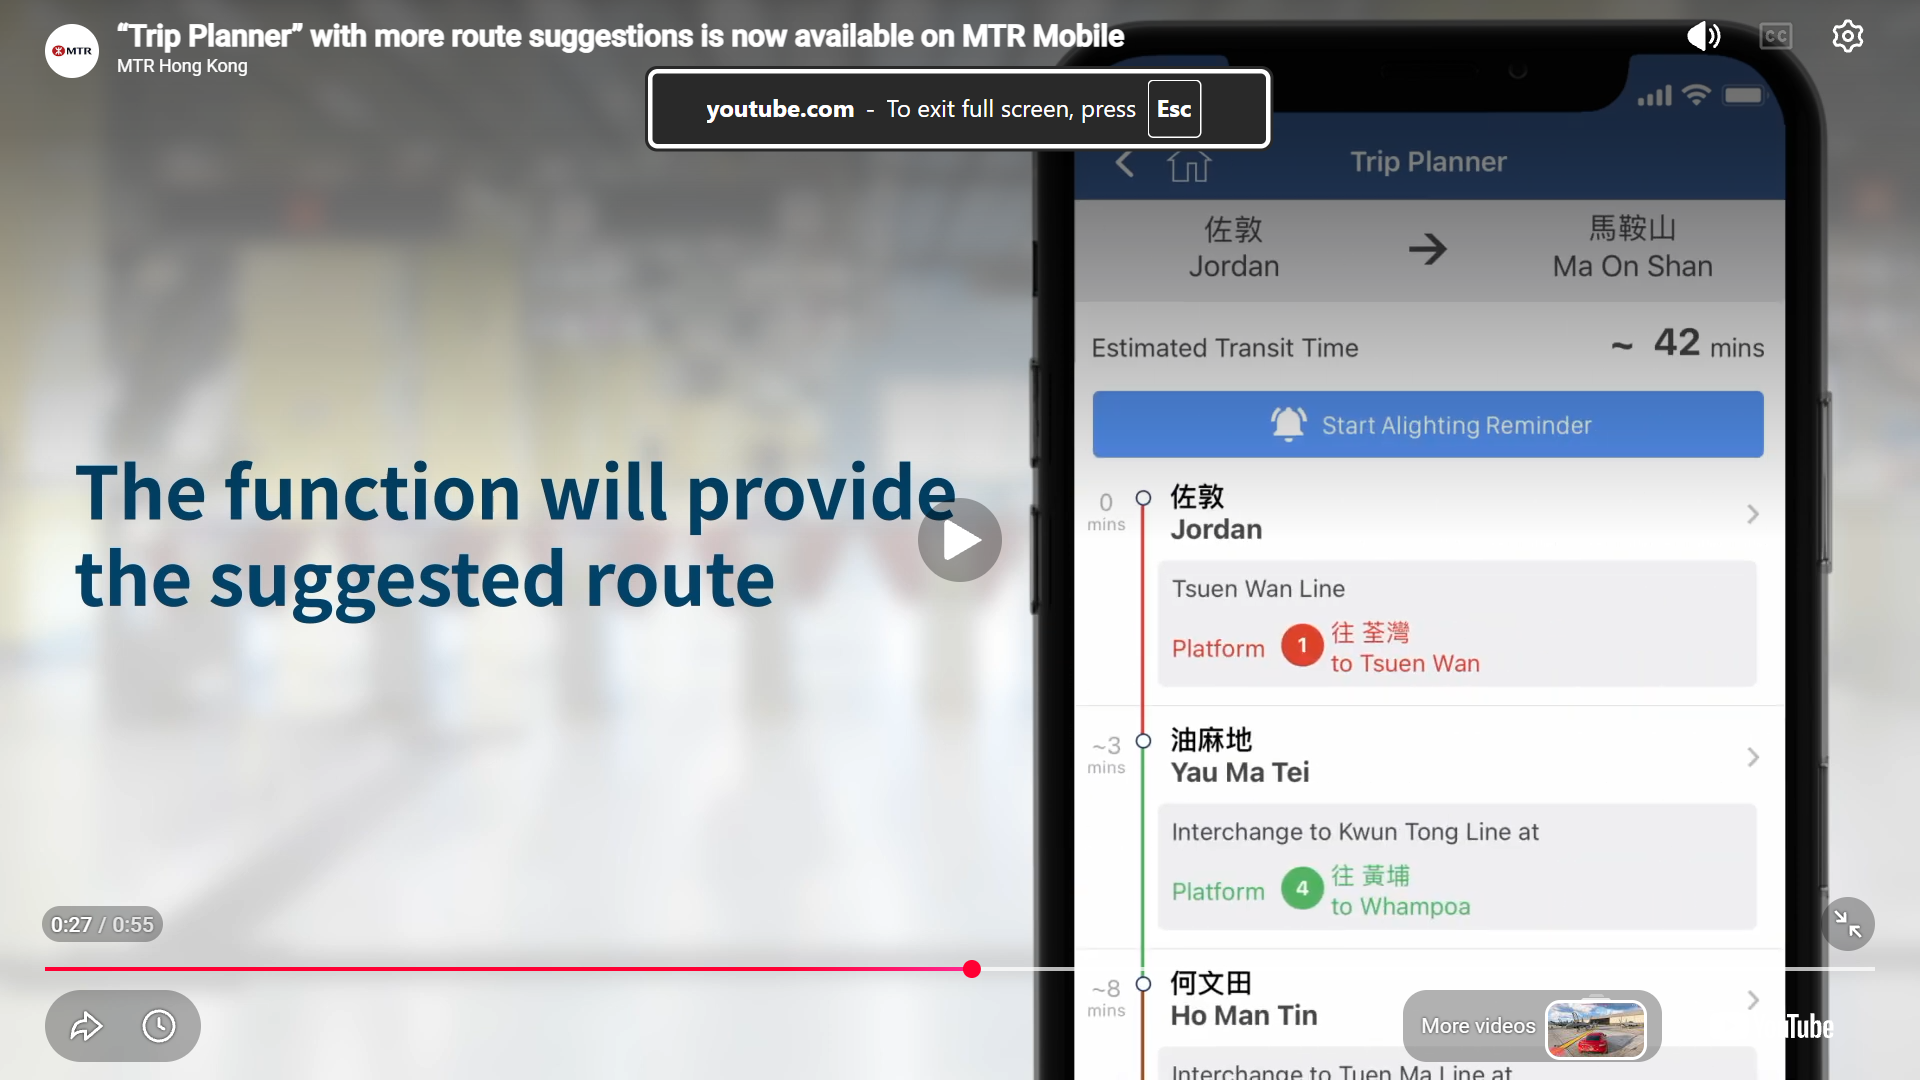 MTR
“Trip Planner” with more route suggestions is now available on MTR Mobile
MTR Hong Kong
CC
youtube.com - To exit full screen, press Esc
Trip Planner
佐敦
Jordan
馬鞍山
Ma On Shan
Estimated Transit Time ~ 42 mins
Start Alighting Reminder
The function will provide
the suggested route
0
mins
佐敦
Jordan
Tsuen Wan Line
Platform 1 往 荃灣
to Tsuen Wan
~3
mins
油麻地
Yau Ma Tei
Interchange to Kwun Tong Line at
Platform 4 往 黃埔
to Whampoa
~8
mins
何文田
Ho Man Tin
Interchange to Tuen Ma Line at
0:27 / 0:55
More videos
uTube